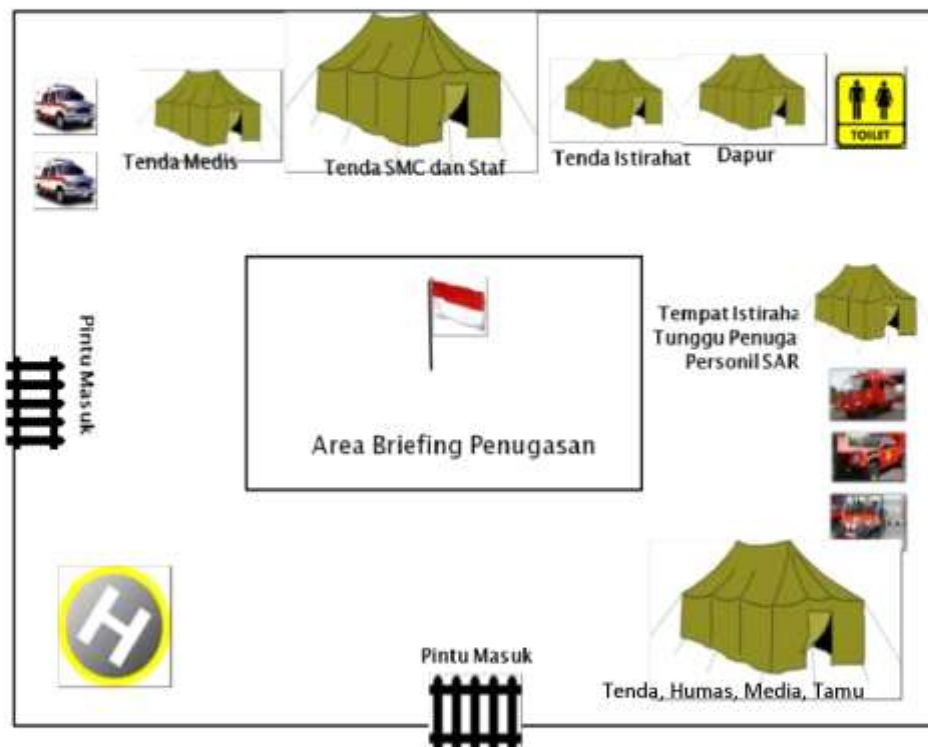 Tenda Medis
Tenda SMC dan Staf
Tenda Istirahat
Dapur
TOILET
Pintu Masuk
Tempat Istiraha
Tunggu Penuga
Personil SAR
Area Briefing Penugasan
H
Pintu Masuk
Tenda, Humas, Media, Tamu